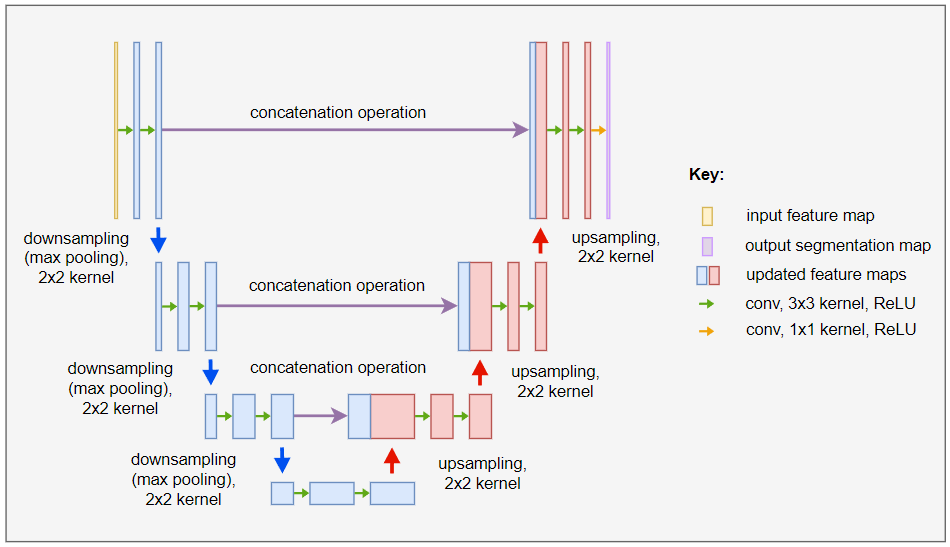 concatenation operation
downsampling
(max pooling),
2x2 kernel
upsampling,
2x2 kernel
concatenation operation
downsampling
(max pooling),
2x2 kernel
concatenation operation
upsampling,
2x2 kernel
downsampling
(max pooling),
2x2 kernel
upsampling,
2x2 kernel
Key:
input feature map
output segmentation map
updated feature maps
conv, 3x3 kernel, ReLU
conv, 1x1 kernel, ReLU